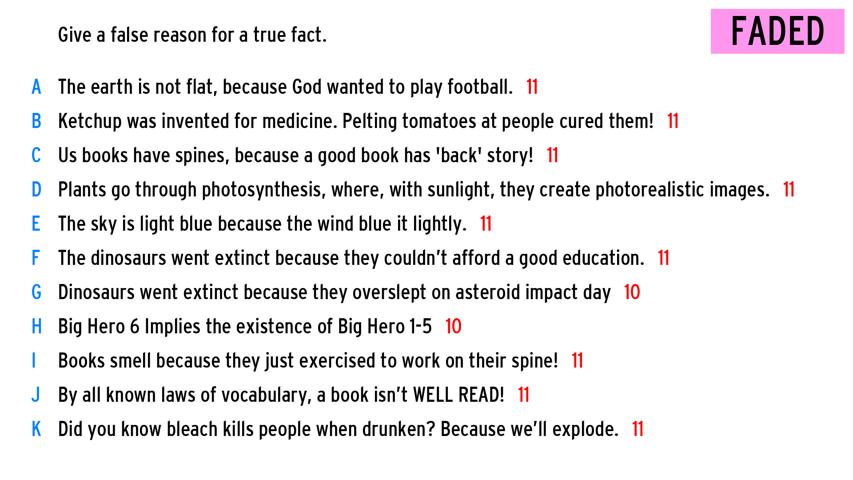 Give a false reason for a true fact.
FADED
A The earth is not flat, because God wanted to play football. 11
B Ketchup was invented for medicine. Pelting tomatoes at people cured them! 11
C Us books have spines, because a good book has 'back' story! 11
D Plants go through photosynthesis, where, with sunlight, they create photorealistic images. 11
E The sky is light blue because the wind blue it lightly. 11
F The dinosaurs went extinct because they couldn't afford a good education. 11
G Dinosaurs went extinct because they overslept on asteroid impact day 10
H Big Hero 6 Implies the existence of Big Hero 1-5 10
I Books smell because they just exercised to work on their spine! 11
J By all known laws of vocabulary, a book isn't WELL READ! 11
K Did you know bleach kills people when drunken? Because we'll explode. 11